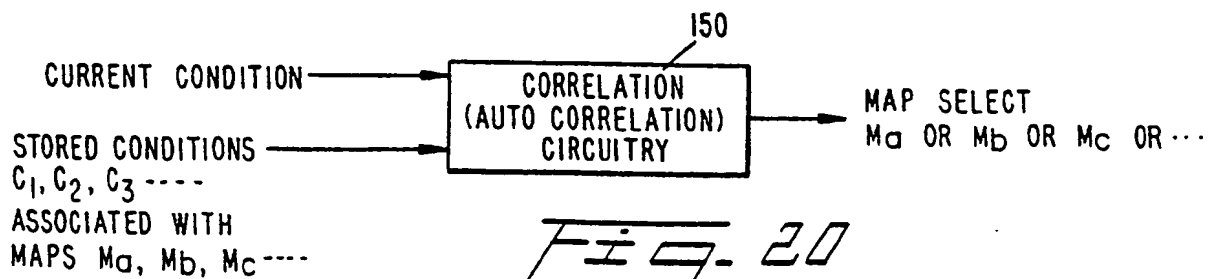 150
CURRENT CONDITION
CORRELATION
(AUTO CORRELATION)
CIRCUITRY
MAP SELECT
Ma OR Mb OR Mc OR ···
STORED CONDITIONS
C1, C2, C3 ----
ASSOCIATED WITH
MAPS Ma, Mb, Mc ----
Fig. 20